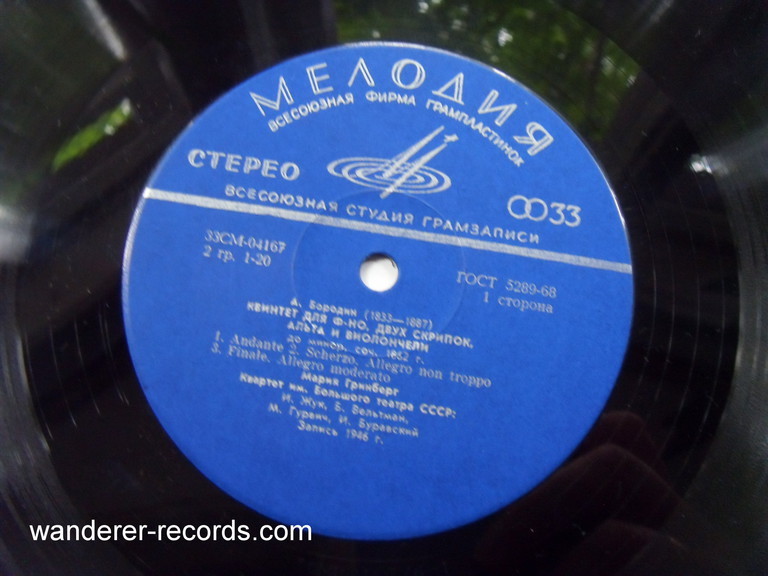 МЕЛОДИЯ
ВСЕСОЮЗНАЯ ФИРМА ГРАМПЛАСТИНОК
СТЕРЕО
33
ВСЕСОЮЗНАЯ СТУДИЯ ГРАМЗАПИСИ
33СМ-04167
2 гр. 1-20
ГОСТ 5289-68
1 сторона
А. Бородин (1833—1887)
КВИНТЕТ ДЛЯ Ф-НО, ДВУХ СКРИПОК,
АЛЬТА И ВИОЛОНЧЕЛИ
до минор, соч. 1862 г.
1. Andante 2. Scherzo. Allegro non troppo
3. Finale. Allegro moderato
Мария Гринберг
Квартет им. Большого театра СССР:
И. Жук, Б. Вельтман,
М. Гурвич, И. Буравский
Запись 1946 г.
wanderer-records.com